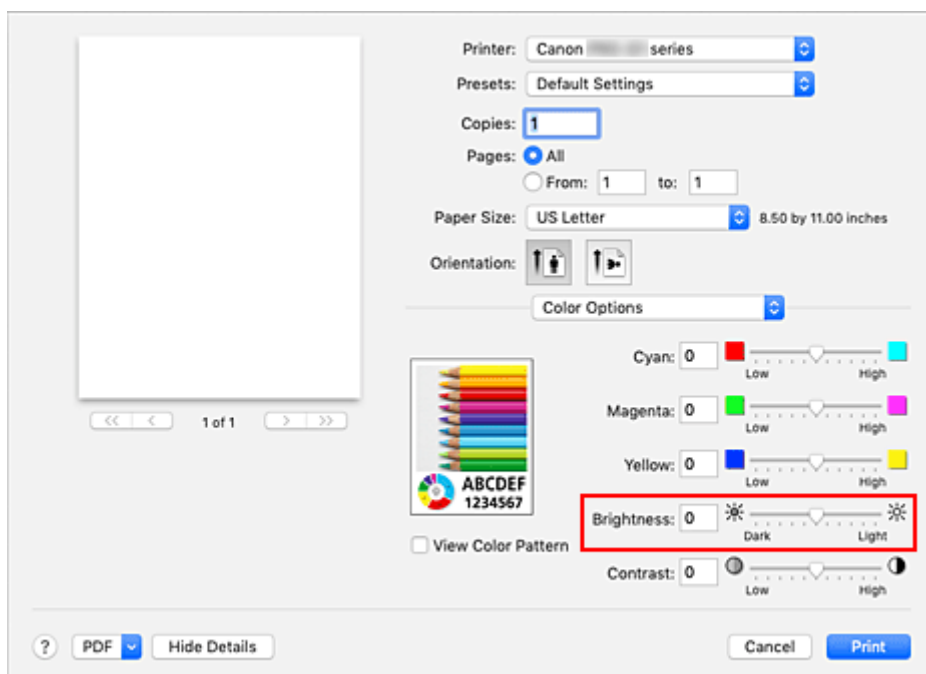 Printer: Canon series
Presets: Default Settings
Copies: 1
Pages: All
From: 1 to: 1
Paper Size: US Letter 8.50 by 11.00 inches
Orientation:
Color Options
1 of 1
ABCDEF
1234567
View Color Pattern
Cyan: 0
Low High
Magenta: 0
Low High
Yellow: 0
Low High
Brightness: 0
Dark Light
Contrast: 0
Low High
? PDF Hide Details Cancel Print